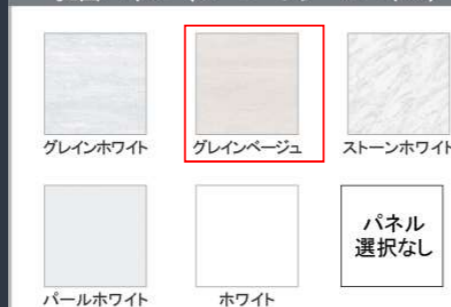 グレインホワイト
グレインベージュ
ストーンホワイト
パネル
選択なし
パールホワイト
ホワイト